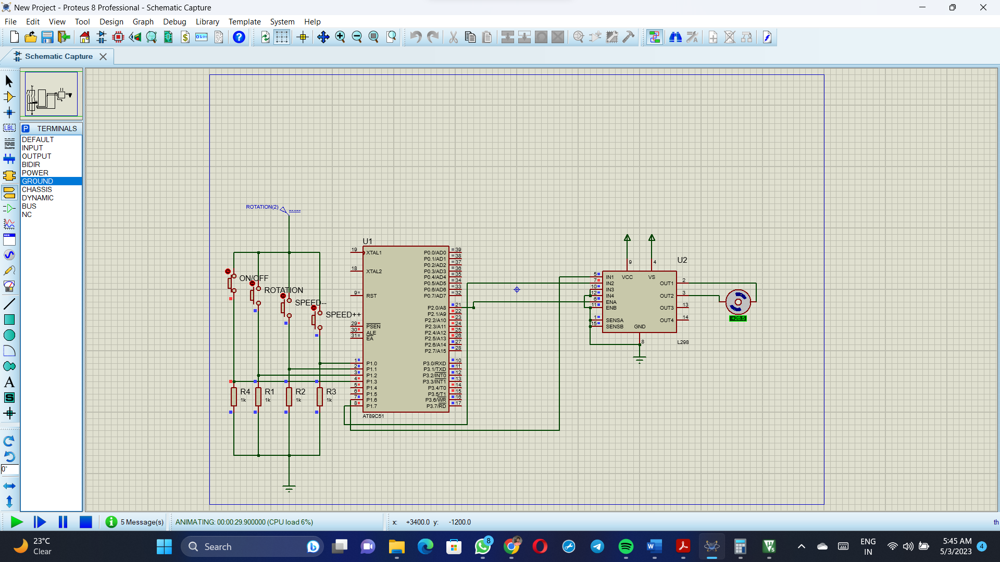 New Project - Proteus 8 Professional - Schematic Capture
File Edit View Tool Design Graph Debug Library Template System Help
Schematic Capture
LBL
P TERMINALS
DEFAULT
INPUT
OUTPUT
BIDIR
POWER
GROUND
CHASSIS
DYNAMIC
BUS
NC
A
S
0°
ROTATION(2)
ON/OFF
ROTATION
SPEED--
SPEED++
U1
19 XTAL1
18 XTAL2
9 RST
29 PSEN
30 ALE
31 EA
1 P1.0
2 P1.1
3 P1.2
4 P1.3
5 P1.4
6 P1.5
7 P1.6
8 P1.7
P0.0/AD0 39
P0.1/AD1 38
P0.2/AD2 37
P0.3/AD3 36
P0.4/AD4 35
P0.5/AD5 34
P0.6/AD6 33
P0.7/AD7 32
P2.0/A8 21
P2.1/A9 22
P2.2/A10 23
P2.3/A11 24
P2.4/A12 25
P2.5/A13 26
P2.6/A14 27
P2.7/A15 28
P3.0/RXD 10
P3.1/TXD 11
P3.2/INT0 12
P3.3/INT1 13
P3.4/T0 14
P3.5/T1 15
P3.6/WR 16
P3.7/RD 17
AT89C51
R4
1k
R1
1k
R2
1k
R3
1k
U2
9 4
VCC VS
5 IN1
7 IN2
10 IN3
12 IN4
6 ENA
11 ENB
1 SENSA
15 SENSB
GND
8
OUT1 2
OUT2 3
OUT3 13
OUT4 14
L298
5 Message(s)
ANIMATING: 00:00:29.900000 (CPU load 6%)
x: +3400.0 y: -1200.0
th
23°C
Clear
Search
8
ENG
IN
5:45 AM
5/3/2023
4